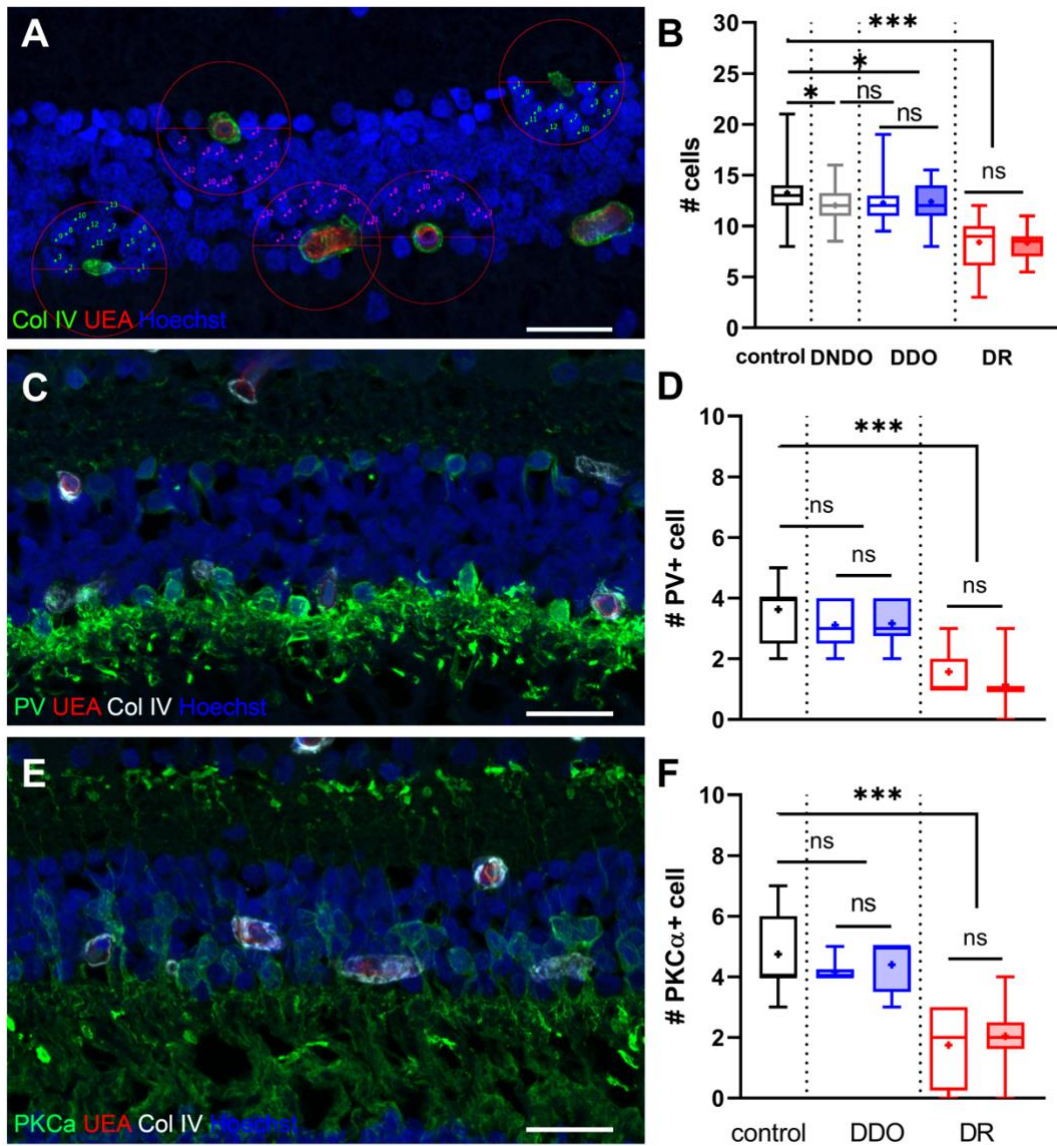 A
Col IV UEA Hoechst
B
# cells
30
25
20
15
10
5
0
***
*
*
ns
ns
ns
control DNDO DDO DR
C
PV UEA Col IV Hoechst
D
# PV+ cell
10
8
6
4
2
0
***
ns
ns
ns
E
PKCa UEA Col IV Hoechst
F
# PKCα+ cell
10
8
6
4
2
0
***
ns
ns
ns
control DDO DR